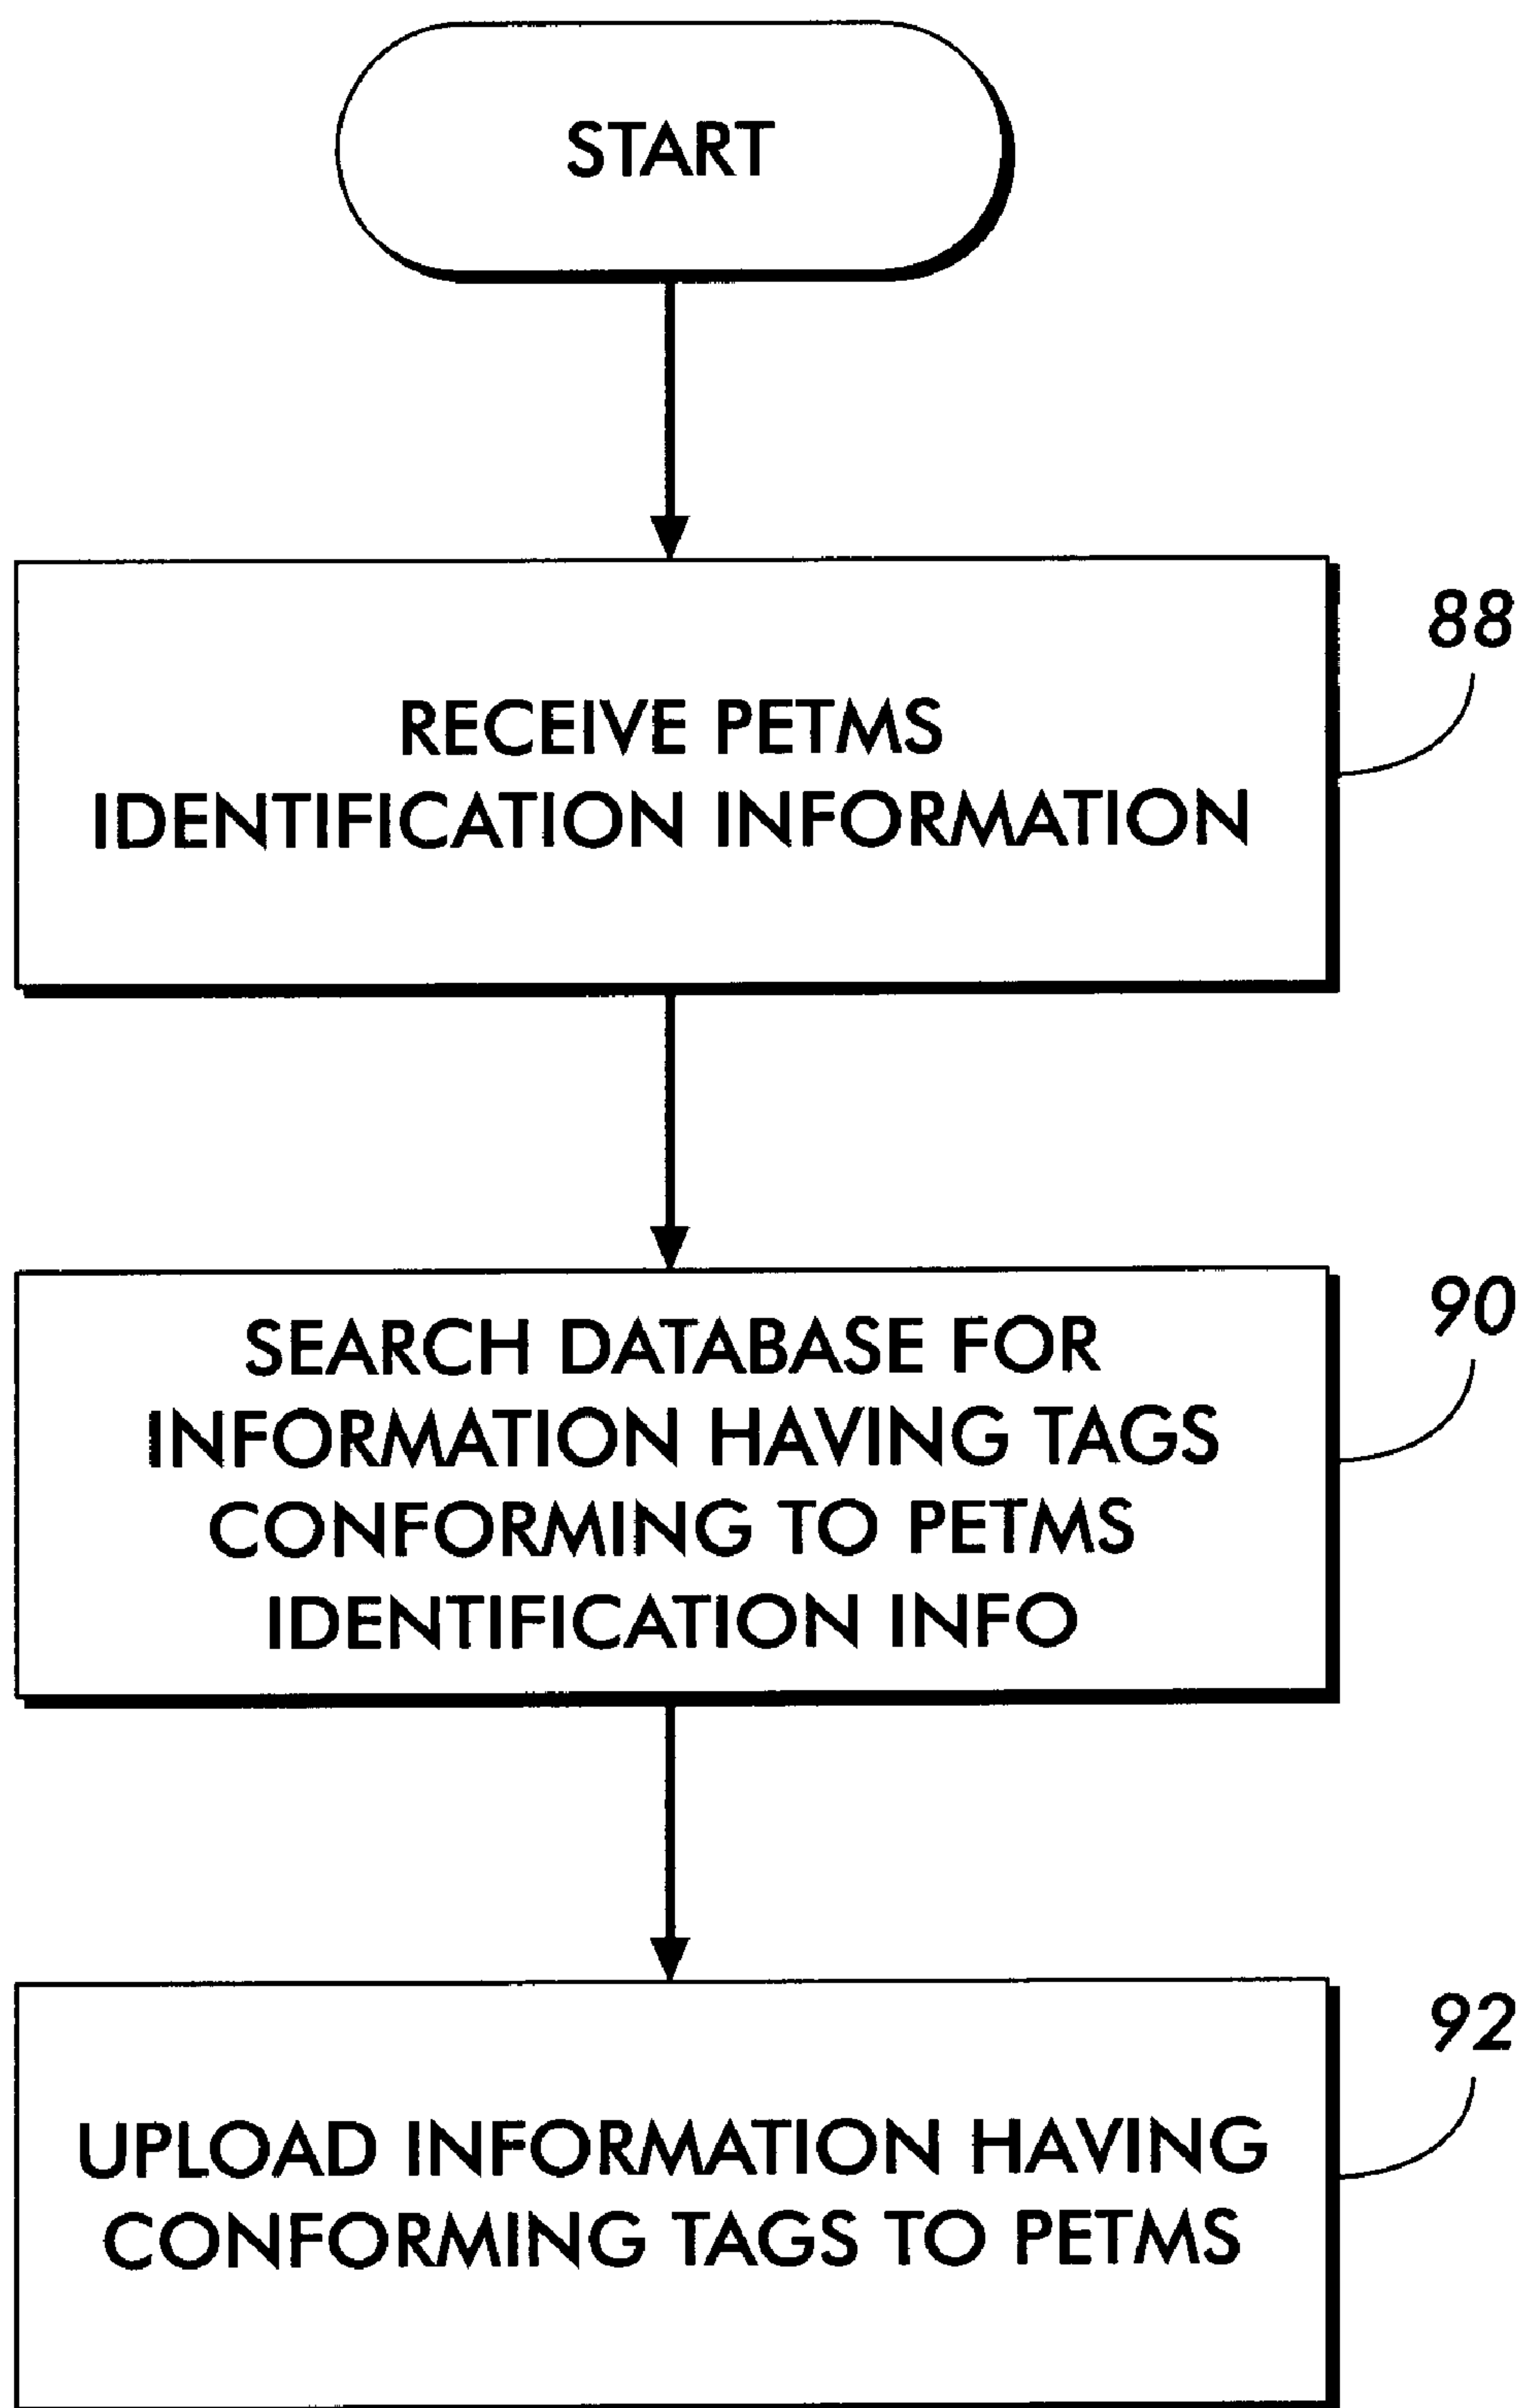 START
88
RECEIVE PETMS
IDENTIFICATION INFORMATION
90
SEARCH DATABASE FOR
INFORMATION HAVING TAGS
CONFORMING TO PETMS
IDENTIFICATION INFO
92
UPLOAD INFORMATION HAVING
CONFORMING TAGS TO PETMS